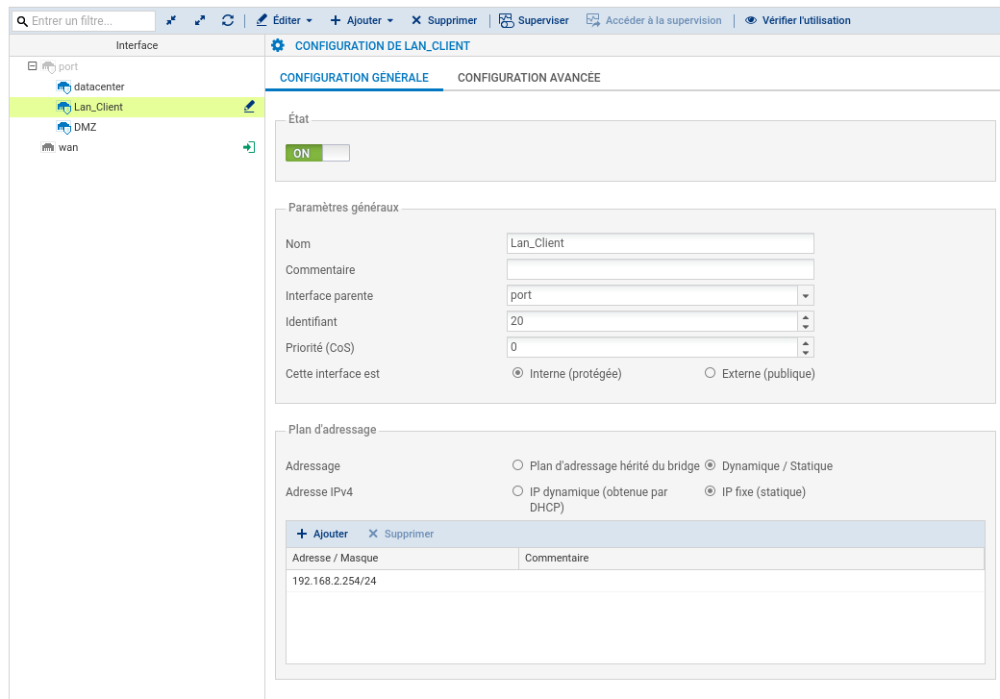 Entrer un filtre... Éditer Ajouter Supprimer Superviser Accéder à la supervision Vérifier l'utilisation
Interface
port
datacenter
Lan_Client
DMZ
wan
CONFIGURATION DE LAN_CLIENT
CONFIGURATION GÉNÉRALE CONFIGURATION AVANCÉE
État
ON
Paramètres généraux
Nom Lan_Client
Commentaire
Interface parente port
Identifiant 20
Priorité (CoS) 0
Cette interface est Interne (protégée) Externe (publique)
Plan d'adressage
Adressage Plan d'adressage hérité du bridge Dynamique / Statique
Adresse IPv4 IP dynamique (obtenue par IP fixe (statique)
DHCP)
Ajouter Supprimer
Adresse / Masque Commentaire
192.168.2.254/24